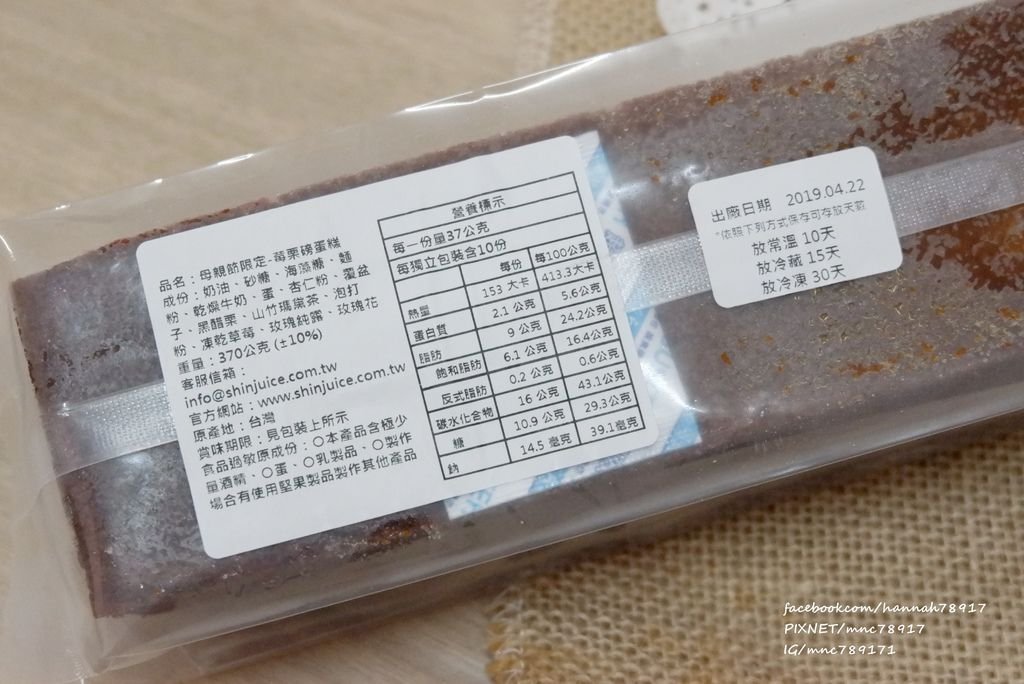 品名：母親節限定-莓栗磅蛋糕
成份：奶油、砂糖、海藻糖、麵
粉、乾燥牛奶、蛋、杏仁粉、覆盆
子、黑醋栗、山竹瑪黛茶、泡打
粉、凍乾草莓、玫瑰純露、玫瑰花
重量：370公克 (±10%)
客服信箱：
info@shinjuice.com.tw
官方網站：www.shinjuice.com.tw
原產地：台灣
賞味期限：見包裝上所示
食品過敏原成份：○本產品含極少
量酒精、○蛋、○乳製品、○製作
場合有使用堅果製品製作其他產品
營養標示
每一份量37公克
每獨立包裝含10份
每份 每100公克
熱量 153 大卡 413.3大卡
蛋白質 2.1 公克 5.6公克
脂肪 9 公克 24.2公克
飽和脂肪 6.1 公克 16.4公克
反式脂肪 0.2 公克 0.6公克
碳水化合物 16 公克 43.1公克
糖 10.9 公克 29.3公克
鈉 14.5 毫克 39.1毫克
出廠日期 2019.04.22
*依照下列方式保存可存放天數
放常溫 10天
放冷藏 15天
放冷凍 30天
facebookcom/hannah78917
PIXNET/mnc78917
IG/mnc789171